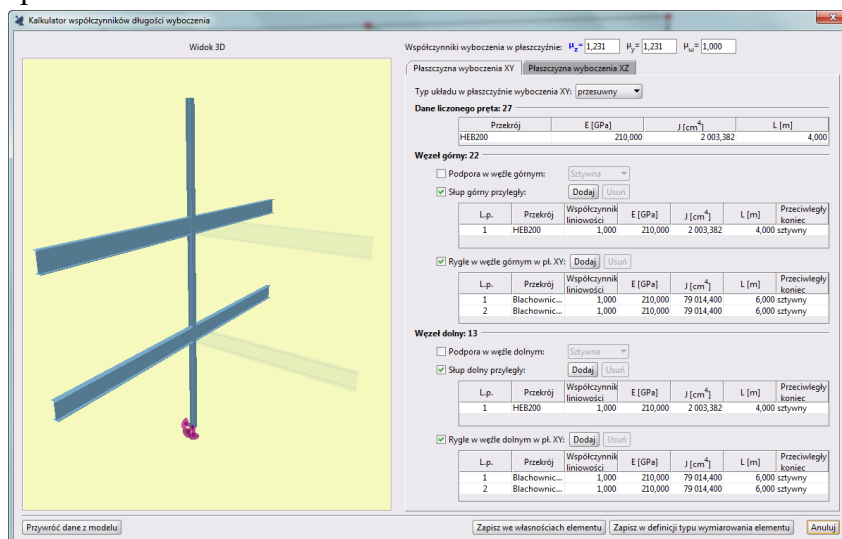 Kalkulator współczynników długości wyboczenia
Widok 3D
Współczynniki wyboczenia w płaszczyźnie: μz= 1,231 μy= 1,231 μω= 1,000
Płaszczyzna wyboczenia XY Płaszczyzna wyboczenia XZ
Typ układu w płaszczyźnie wyboczenia XY: przesuwny
Dane liczonego pręta: 27
Przekrój E [GPa] J [cm4] L [m]
HEB200 210,000 2 003,382 4,000
Węzeł górny: 22
Podpora w węźle górnym: Sztywna
Słup górny przyległy: Dodaj Usuń
L.p. Przekrój Współczynnik liniowości E [GPa] J [cm4] L [m] Przeciwległy koniec
1 HEB200 1,000 210,000 2 003,382 4,000 sztywny
Rygle w węźle górnym w pł. XY: Dodaj Usuń
L.p. Przekrój Współczynnik liniowości E [GPa] J [cm4] L [m] Przeciwległy koniec
1 Blachownic... 1,000 210,000 79 014,400 6,000 sztywny
2 Blachownic... 1,000 210,000 79 014,400 6,000 sztywny
Węzeł dolny: 13
Podpora w węźle dolnym: Sztywna
Słup dolny przyległy: Dodaj Usuń
L.p. Przekrój Współczynnik liniowości E [GPa] J [cm4] L [m] Przeciwległy koniec
1 HEB200 1,000 210,000 2 003,382 4,000 sztywny
Rygle w węźle dolnym w pł. XY: Dodaj Usuń
L.p. Przekrój Współczynnik liniowości E [GPa] J [cm4] L [m] Przeciwległy koniec
1 Blachownic... 1,000 210,000 79 014,400 6,000 sztywny
2 Blachownic... 1,000 210,000 79 014,400 6,000 sztywny
Przywróć dane z modelu Zapisz we własnościach elementu Zapisz w definicji typu wymiarowania elementu Anuluj